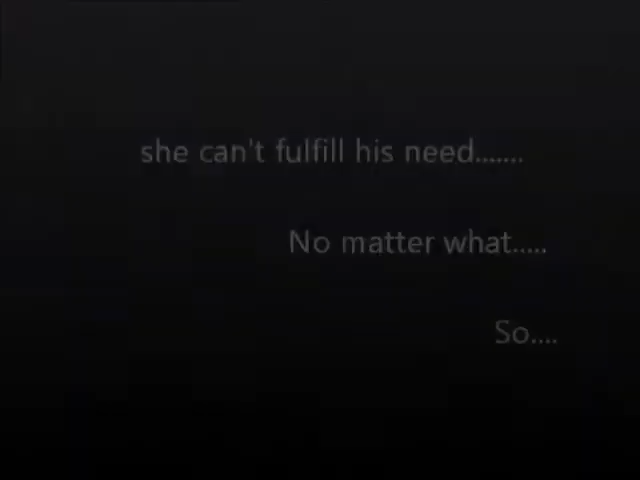 she can't fulfill his need.......
No matter what.....
So....